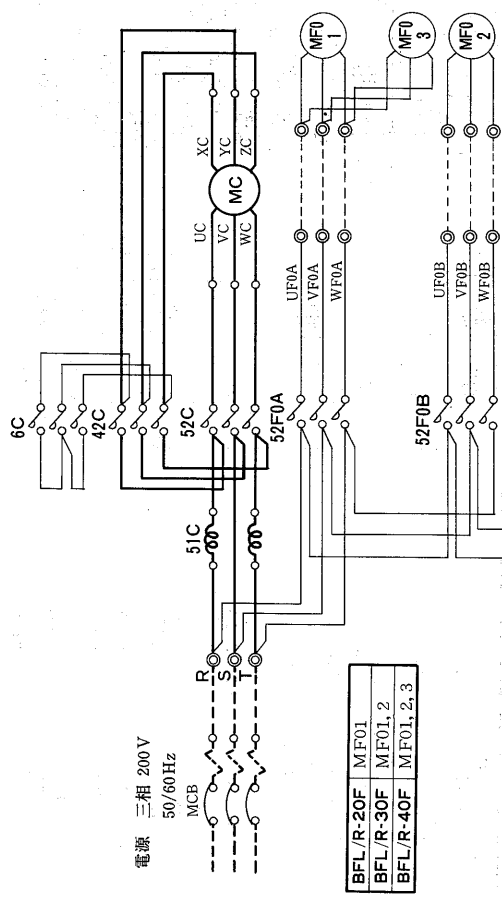 電源 三相 200V
50/60Hz
MCB
R
S
T
51C
6C
42C
52C
52F0A
52F0B
UC
VC
WC
MC
XC
YC
ZC
UF0A
VF0A
WF0A
UF0B
VF0B
WF0B
MF0
1
MF0
3
MF0
2
BFL/R-20F MF01
BFL/R-30F MF01,2
BFL/R-40F MF01,2,3